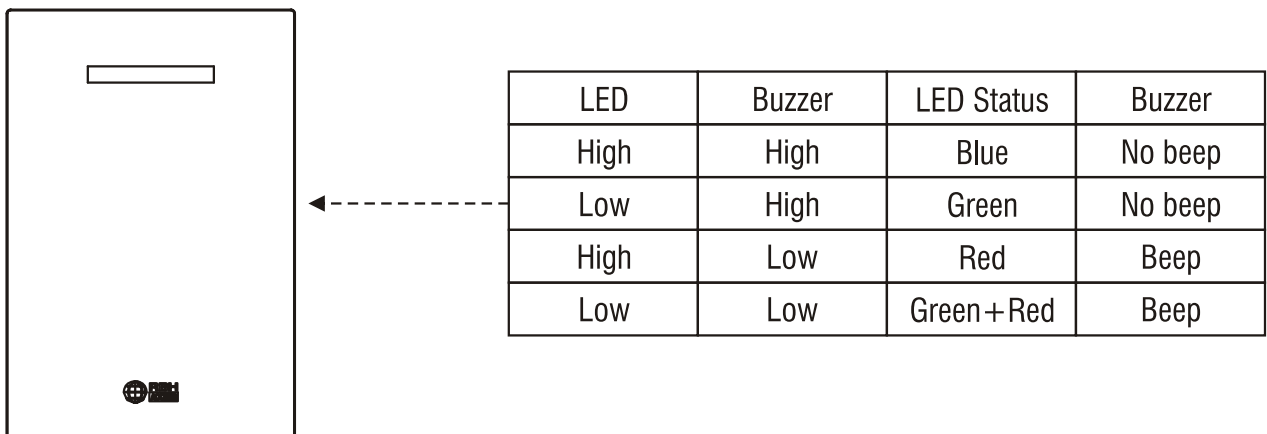 LED Buzzer LED Status Buzzer
High High Blue No beep
Low High Green No beep
High Low Red Beep
Low Low Green+Red Beep